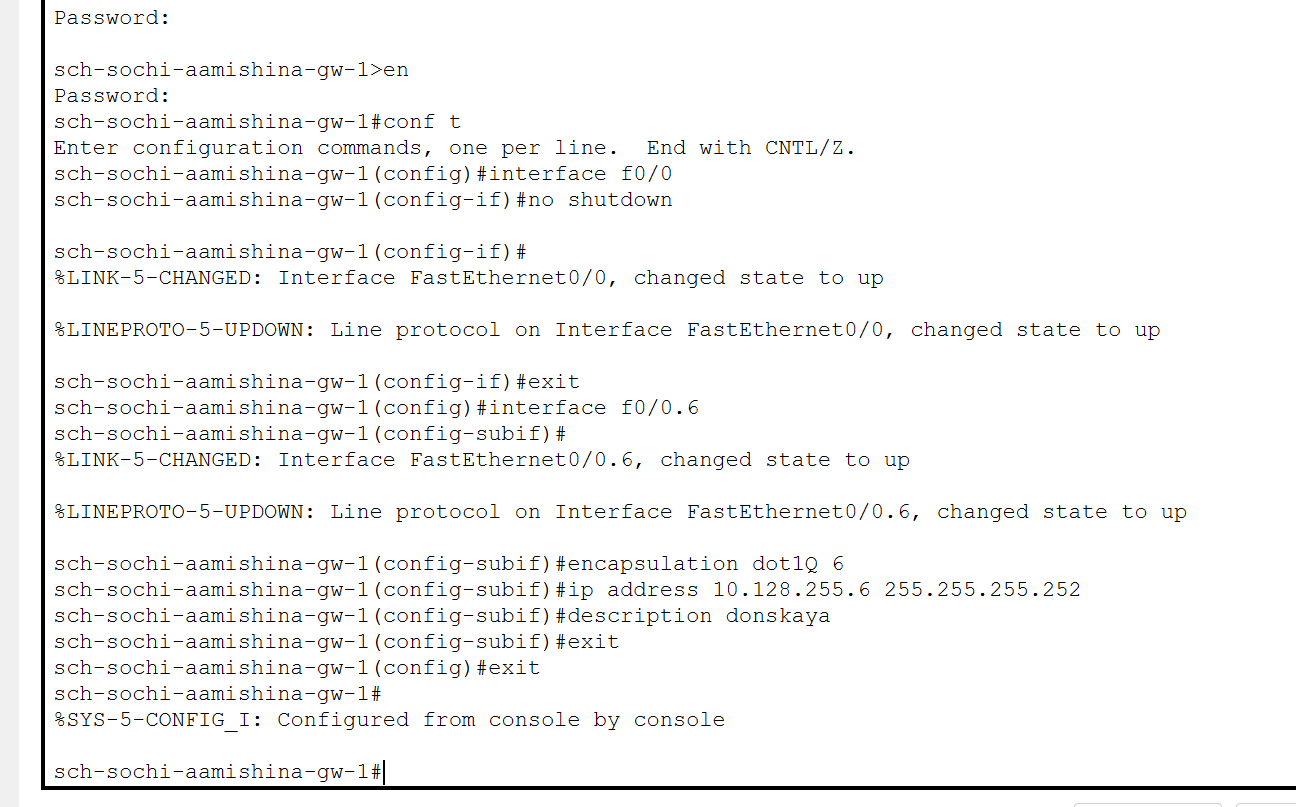 Password:
sch-sochi-aamishina-gw-1>en
Password:
sch-sochi-aamishina-gw-1#conf t
Enter configuration commands, one per line.  End with CNTL/Z.
sch-sochi-aamishina-gw-1(config)#interface f0/0
sch-sochi-aamishina-gw-1(config-if)#no shutdown
sch-sochi-aamishina-gw-1(config-if)#
%LINK-5-CHANGED: Interface FastEthernet0/0, changed state to up
%LINEPROTO-5-UPDOWN: Line protocol on Interface FastEthernet0/0, changed state to up
sch-sochi-aamishina-gw-1(config-if)#exit
sch-sochi-aamishina-gw-1(config)#interface f0/0.6
sch-sochi-aamishina-gw-1(config-subif)#
%LINK-5-CHANGED: Interface FastEthernet0/0.6, changed state to up
%LINEPROTO-5-UPDOWN: Line protocol on Interface FastEthernet0/0.6, changed state to up
sch-sochi-aamishina-gw-1(config-subif)#encapsulation dot1Q 6
sch-sochi-aamishina-gw-1(config-subif)#ip address 10.128.255.6 255.255.255.252
sch-sochi-aamishina-gw-1(config-subif)#description donskaya
sch-sochi-aamishina-gw-1(config-subif)#exit
sch-sochi-aamishina-gw-1(config)#exit
sch-sochi-aamishina-gw-1#
%SYS-5-CONFIG_I: Configured from console by console
sch-sochi-aamishina-gw-1#